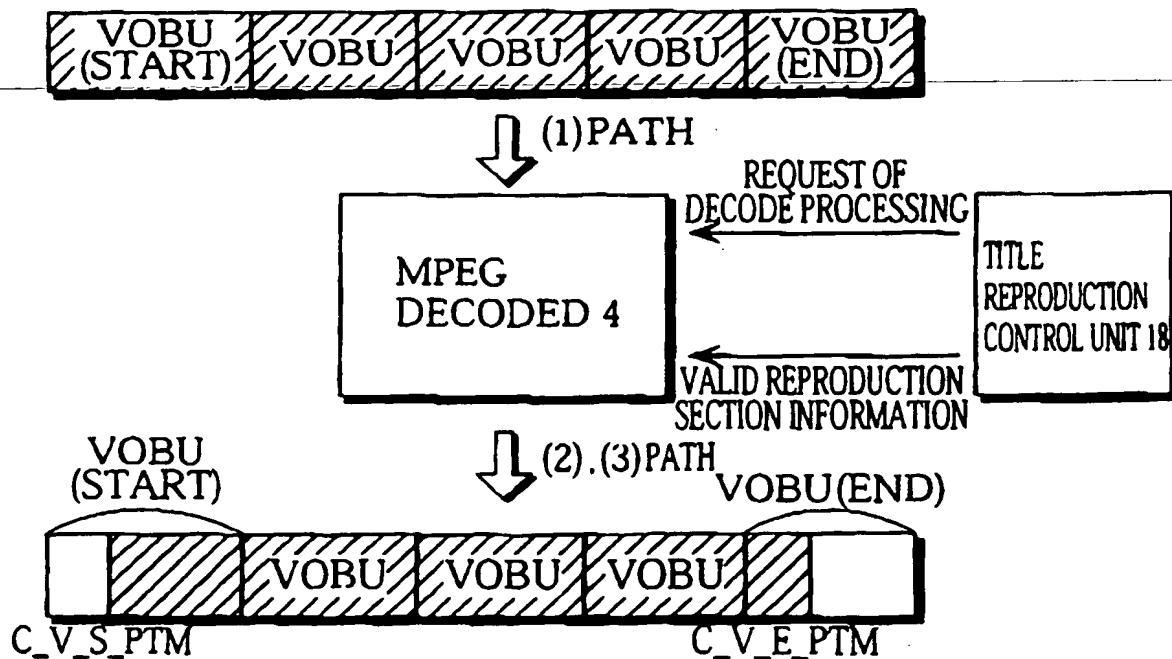 VOBU
(START)
VOBU
VOBU
VOBU
VOBU
(END)
(1)PATH
REQUEST OF
DECODE PROCESSING
MPEG
DECODED 4
TITLE
REPRODUCTION
CONTROL UNIT 18
VALID REPRODUCTION
SECTION INFORMATION
(2).(3)PATH
VOBU
(START)
VOBU(END)
VOBU
VOBU
VOBU
C_V_S_PTM
C_V_E_PTM